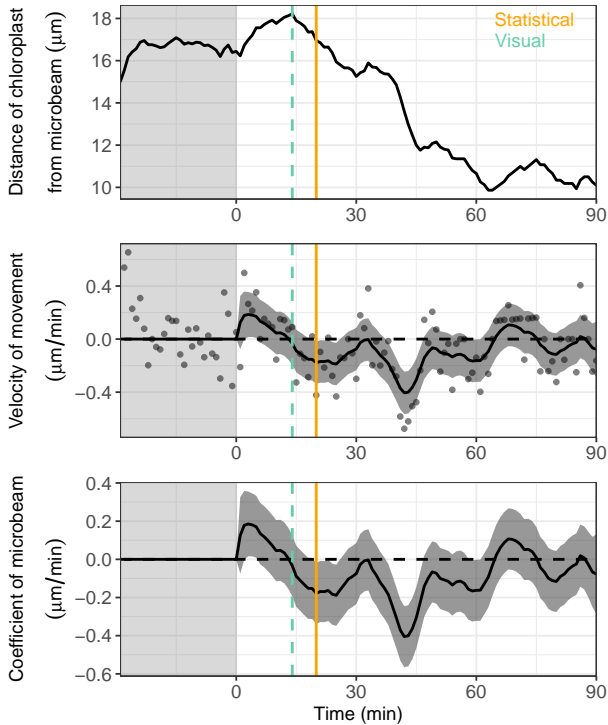 Distance of chloroplast
from microbeam (μm)
18
16
14
12
10
Statistical
Visual
0
30
60
90
Velocity of movement
(μm/min)
0.4
0.0
−0.4
0
30
60
90
Coefficient of microbeam
(μm/min)
0.4
0.2
0.0
−0.2
−0.4
−0.6
0
30
60
90
Time (min)